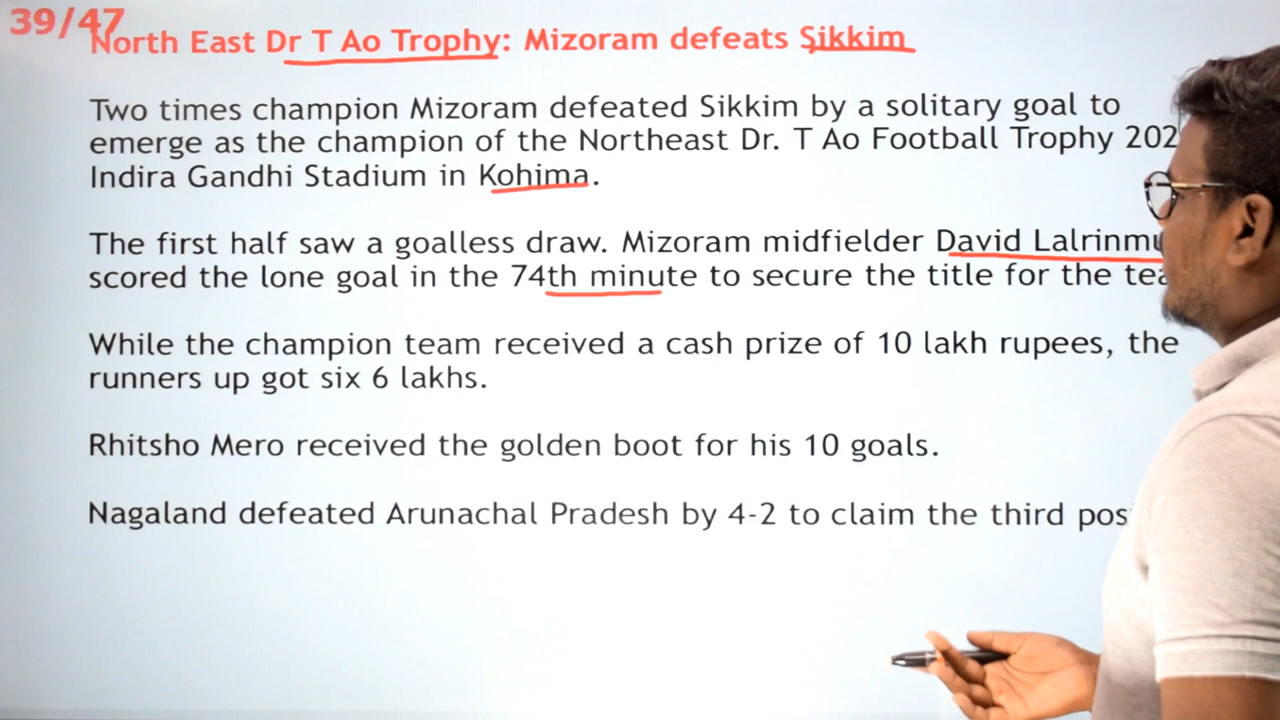 39/47
North East Dr T Ao Trophy: Mizoram defeats Sikkim
Two times champion Mizoram defeated Sikkim by a solitary goal to
emerge as the champion of the Northeast Dr. T Ao Football Trophy
Indira Gandhi Stadium in Kohima.
The first half saw a goalless draw. Mizoram midfielder David
scored the lone goal in the 74th minute to secure the title for the
While the champion team received a cash prize of 10 lakh rupees, the
runners up got six 6 lakhs.
Rhitsho Mero received the golden boot for his 10 goals.
Nagaland defeated Arunachal Pradesh by 4-2 to claim the third